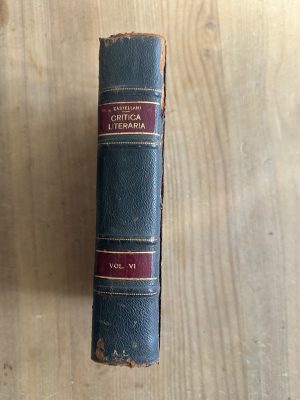 CASTELLANI
CRITICA
LITERARIA
VOL. VI
A. L.